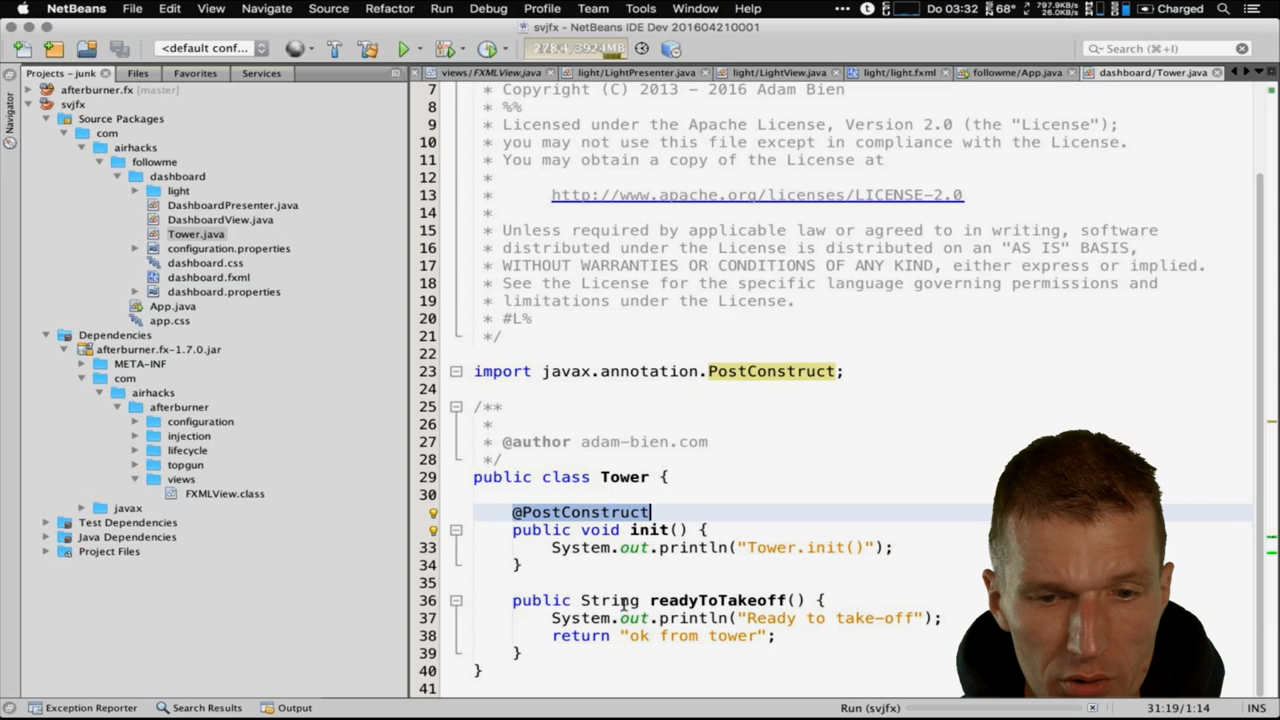 NetBeans File Edit View Navigate Source Refactor Run Debug Profile Team Tools Window Help ••• 68° 797.9KB/s 26.0KB/s Charged Do 03:32
svjfx - NetBeans IDE Dev 201604210001
<default conf... 278.4/3924MB Search (⌘+I)
Projects - junk Files Favorites Services
views/FXMLView.java light/LightPresenter.java light/LightView.java light/light.fxml followme/App.java dashboard/Tower.java
Navigator
afterburner.fx [master]
svjfx
Source Packages
com
airhacks
followme
dashboard
light
DashboardPresenter.java
DashboardView.java
Tower.java
configuration.properties
dashboard.css
dashboard.fxml
dashboard.properties
App.java
app.css
Dependencies
afterburner.fx-1.7.0.jar
META-INF
com
airhacks
afterburner
configuration
injection
lifecycle
topgun
views
FXMLView.class
javax
Test Dependencies
Java Dependencies
Project Files
7 * Copyright (C) 2013 - 2016 Adam Bien
8 * %%
9 * Licensed under the Apache License, Version 2.0 (the "License");
10 * you may not use this file except in compliance with the License.
11 * You may obtain a copy of the License at
12 *
13 * http://www.apache.org/licenses/LICENSE-2.0
14 *
15 * Unless required by applicable law or agreed to in writing, software
16 * distributed under the License is distributed on an "AS IS" BASIS,
17 * WITHOUT WARRANTIES OR CONDITIONS OF ANY KIND, either express or implied.
18 * See the License for the specific language governing permissions and
19 * limitations under the License.
20 * #L%
21 */
22
23 import javax.annotation.PostConstruct;
24
25 /**
26 *
27 * @author adam-bien.com
28 */
29 public class Tower {
30
@PostConstruct
public void init() {
33 System.out.println("Tower.init()");
34 }
35
36 public String readyToTakeoff() {
37 System.out.println("Ready to take-off");
38 return "ok from tower";
39 }
40 }
41
Exception Reporter Search Results Output Run (svjfx) 31:19/1:14 INS